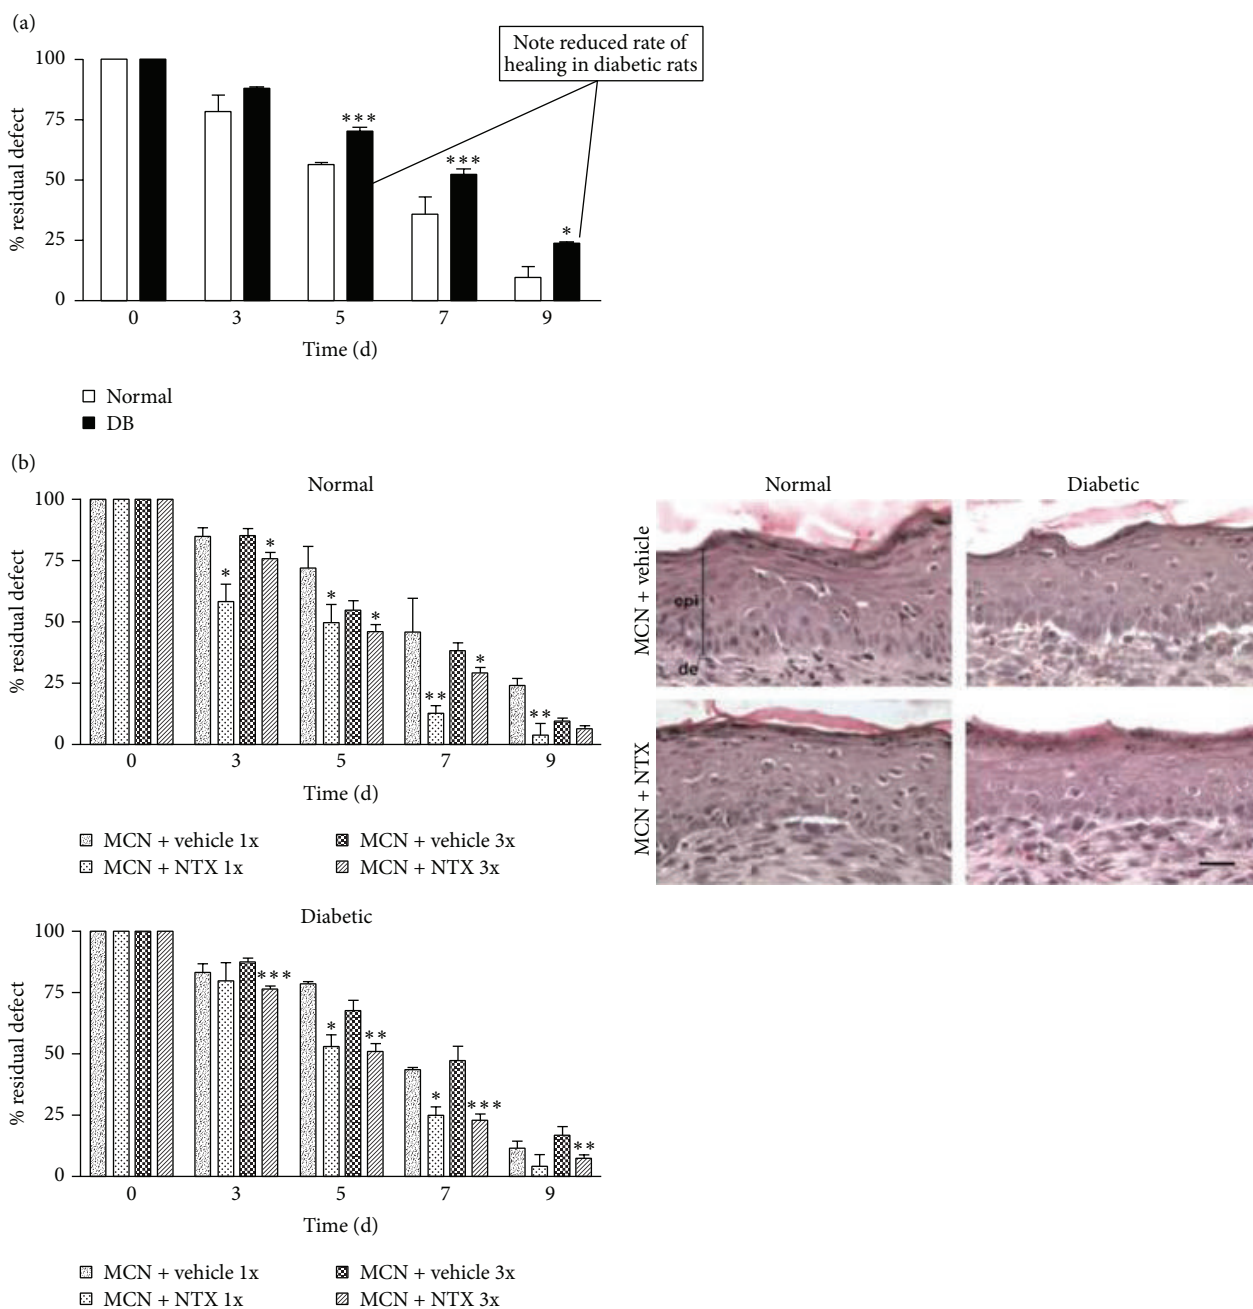 (a)
Note reduced rate of
healing in diabetic rats
% residual defect
100
75
50
25
0
***
***
*
0 3 5 7 9
Time (d)
Normal
DB
(b)
Normal
% residual defect
100
75
50
25
0
* * * * ** * **
0 3 5 7 9
Time (d)
MCN + vehicle 1x
MCN + NTX 1x
MCN + vehicle 3x
MCN + NTX 3x
Normal Diabetic
MCN + vehicle
epi
de
MCN + NTX
Diabetic
% residual defect
100
75
50
25
0
*** * ** * *** **
0 3 5 7 9
Time (d)
MCN + vehicle 1x
MCN + NTX 1x
MCN + vehicle 3x
MCN + NTX 3x